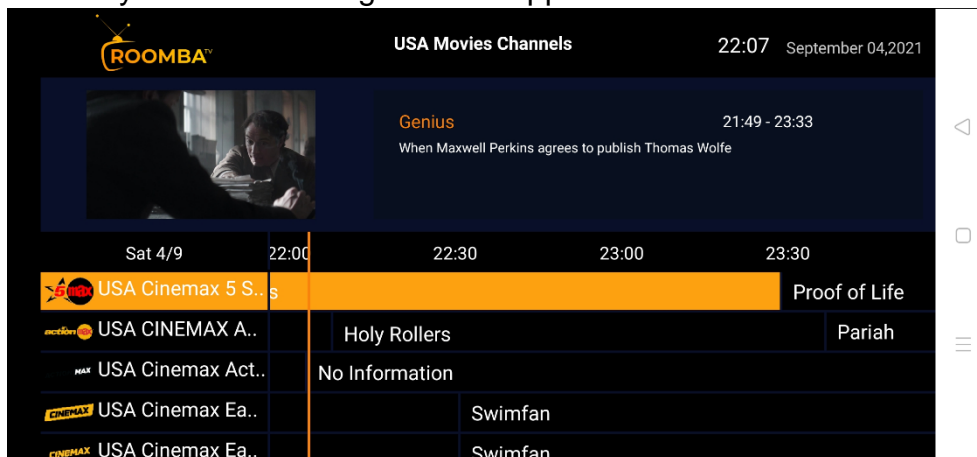 ROOMBA TV
USA Movies Channels
22:07 September 04,2021
Genius
21:49 - 23:33
When Maxwell Perkins agrees to publish Thomas Wolfe
Sat 4/9 22:00 22:30 23:00 23:30
5 max USA Cinemax 5 S.. s Proof of Life
action max USA CINEMAX A.. Holy Rollers Pariah
MAX USA Cinemax Act.. No Information
CINEMAX USA Cinemax Ea.. Swimfan
CINEMAX USA Cinemax Ea.. Swimfan